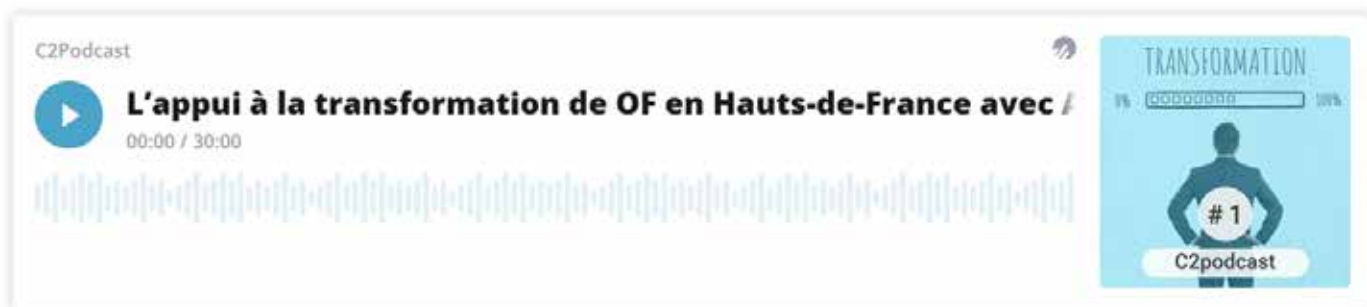 C2Podcast
L’appui à la transformation de OF en Hauts-de-France avec
00:00 / 30:00
TRANSFORMATION
0% 100%
# 1
C2podcast